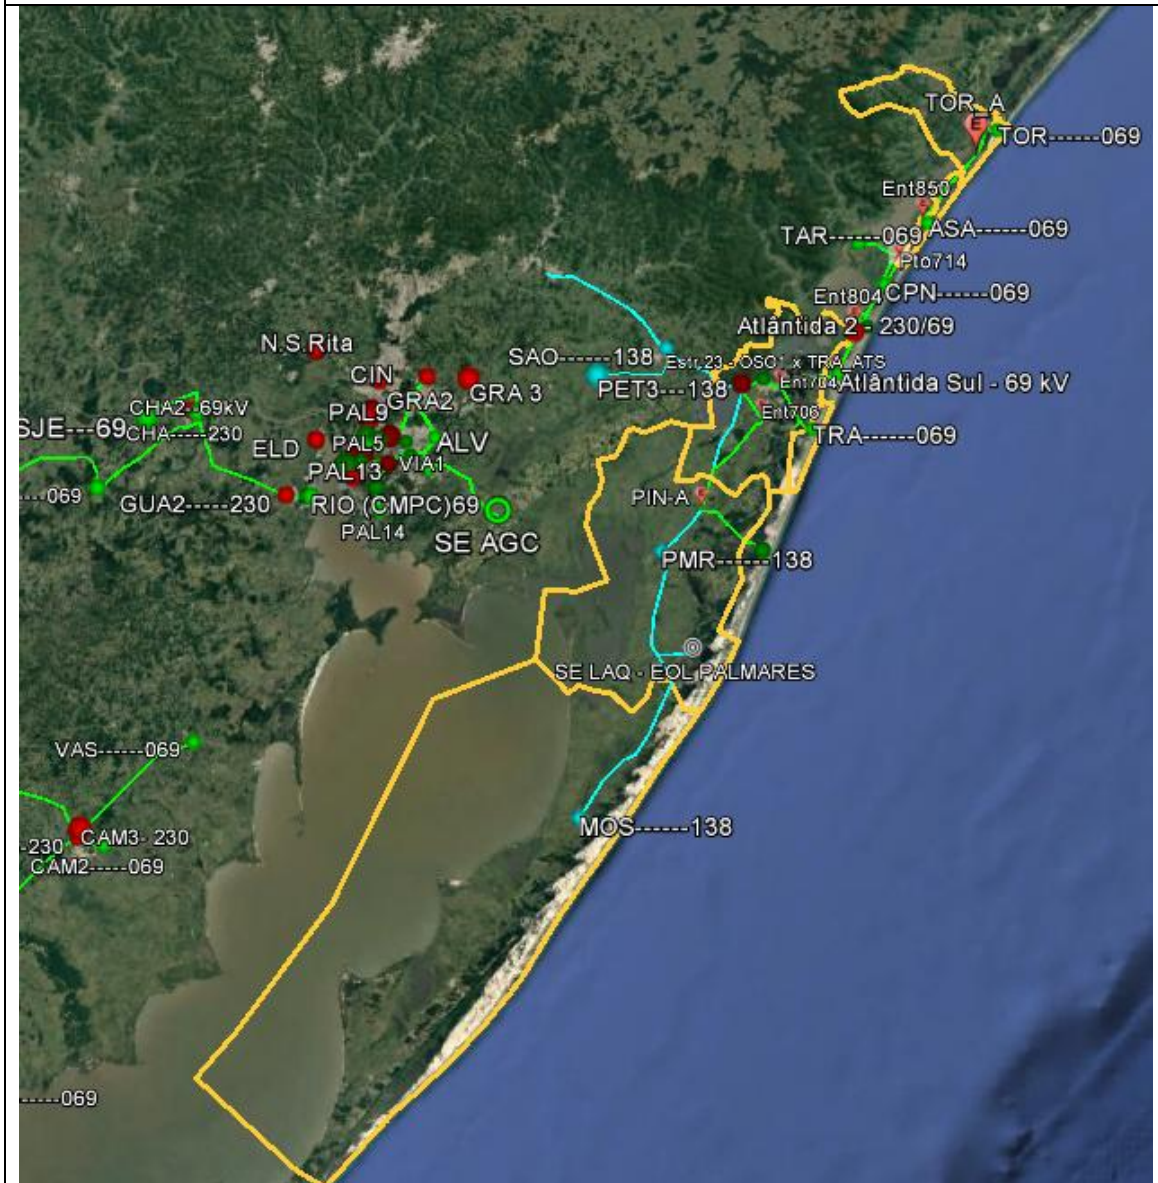 TOR_A
TOR------069
Ent850
ASA------069
TAR------069
Pto714
Ent804
CPN------069
Atlântida 2 - 230/69
N.S.Rita
SAO------138
CIN
GRA 3
PET3---138
Ent704
Atlântida Sul - 69 kV
GRA2
CHA2--69kV
PAL9
Ent706
SJE---69
CHA-----230
ELD
PAL5
ALV
TRA------069
PAL13
VIA1
----069
GUA2-----230
RIO (CMPC)69
PIN-A
PAL14
SE AGC
PMR------138
SE LAQ - EOL PALMARES
VAS------069
MOS------138
CAM3- 230
-230
CAM2-----069
----069